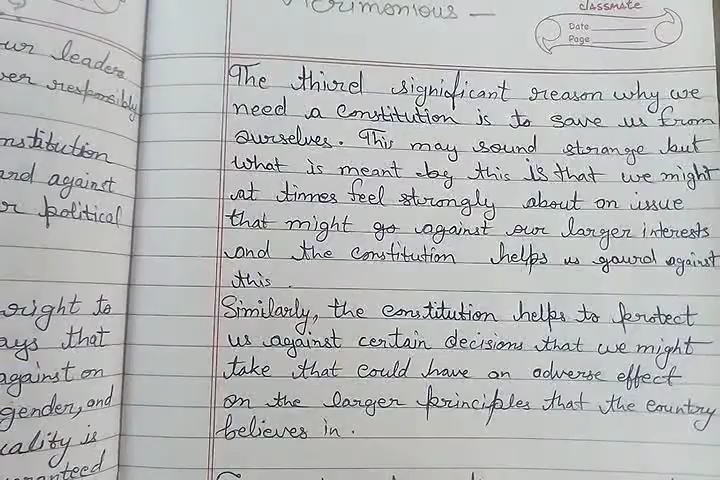 ur leaders
ver responsibly
nstitution
and against
or political
right to
ays that
against on
gender, and
cality is
ranteed
crimonious —
classmate
Date
Page
The third significant reason why we
need a constitution is to save us from
ourselves. This may sound strange but
what is meant by this is that we might
at times feel strongly about an issue
that might go against our larger interests
and the constitution helps us gaurd against
this.
Similarly, the constitution helps to protect
us against certain decisions that we might
take that could have an adverse effect
on the larger principles that the country
believes in.